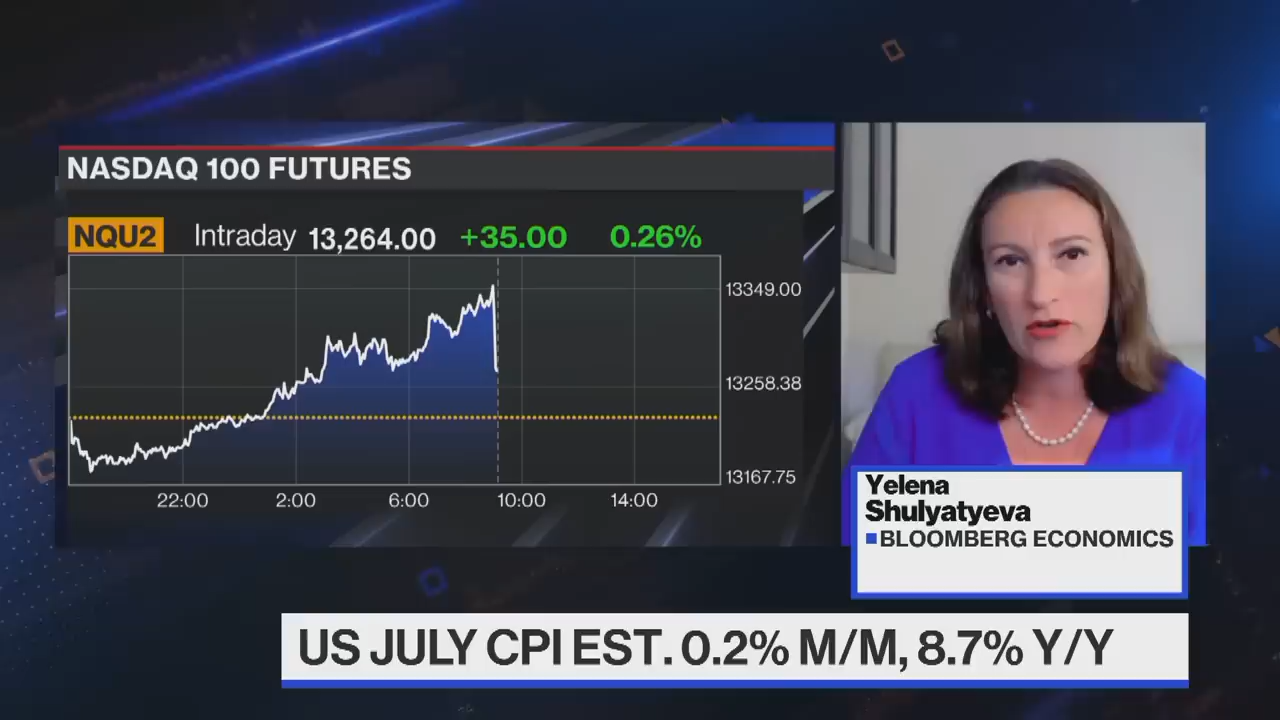 NASDAQ 100 FUTURES
NQU2 Intraday 13,264.00 +35.00 0.26%
13349.00
13258.38
13167.75
22:00 2:00 6:00 10:00 14:00
Yelena
Shulyatyeva
BLOOMBERG ECONOMICS
US JULY CPI EST. 0.2% M/M, 8.7% Y/Y